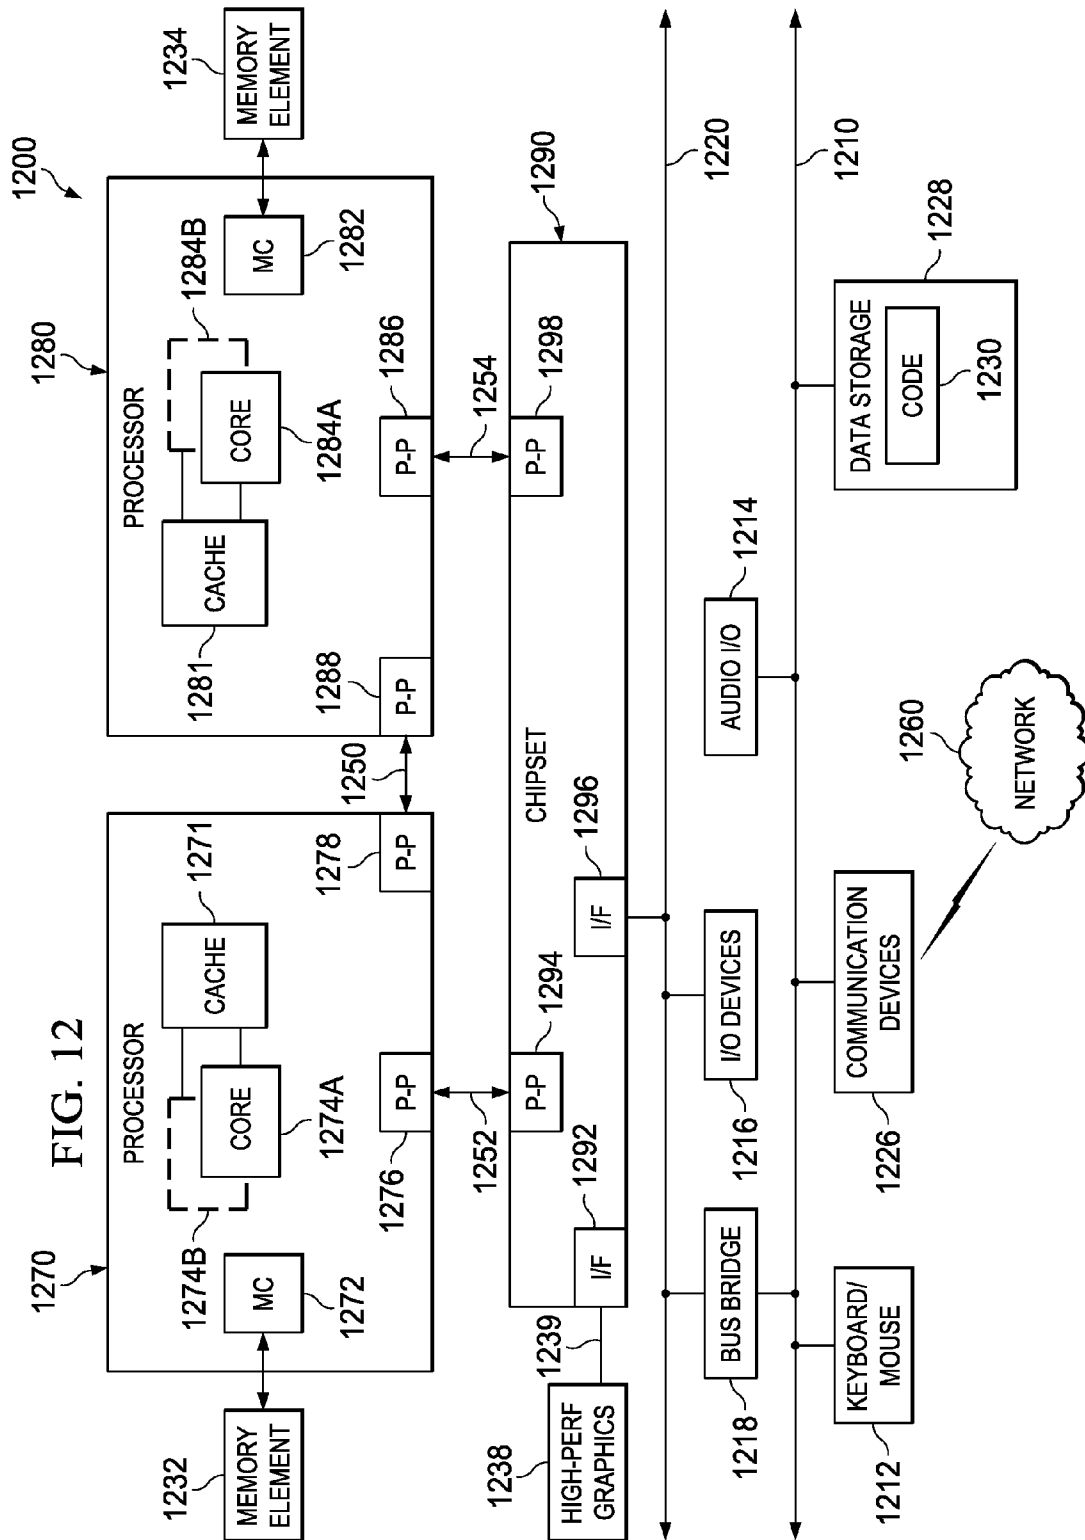 FIG. 12
1200
1270
PROCESSOR
1274B
CORE
1274A
CACHE
1271
MC
1272
1232
MEMORY
ELEMENT
P-P
1276
P-P
1278
1250
1280
PROCESSOR
P-P
1288
CACHE
1281
CORE
1284A
1284B
MC
1282
1234
MEMORY
ELEMENT
P-P
1286
1252
1254
1290
CHIPSET
P-P
1294
P-P
1298
I/F
1292
I/F
1296
1239
1238
HIGH-PERF
GRAPHICS
1220
BUS BRIDGE
1218
I/O DEVICES
1216
AUDIO I/O
1214
1210
KEYBOARD/
MOUSE
1212
COMMUNICATION
DEVICES
1226
NETWORK
1260
DATA STORAGE
1228
CODE
1230